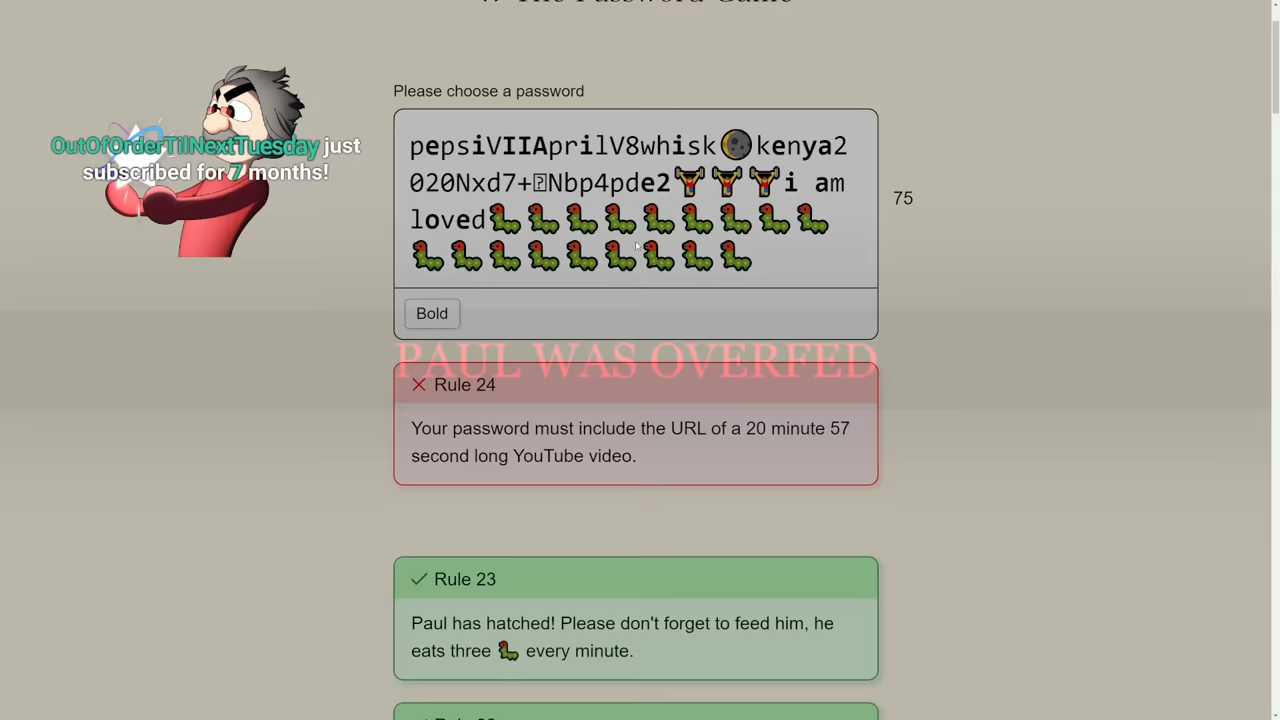 Please choose a password
pepsiVIIAprilV8whisk🌘kenya2
020Nxd7+🥚Nbp4pde2🏋️🏋️🏋️i am
loved🐛🐛🐛🐛🐛🐛🐛🐛🐛
🐛🐛🐛🐛🐛🐛🐛🐛🐛
75
OutOfOrderTilNextTuesday just
subscribed for 7 months!
Bold
PAUL WAS OVERFED
Rule 24
Your password must include the URL of a 20 minute 57
second long YouTube video.
Rule 23
Paul has hatched! Please don't forget to feed him, he
eats three 🐛 every minute.